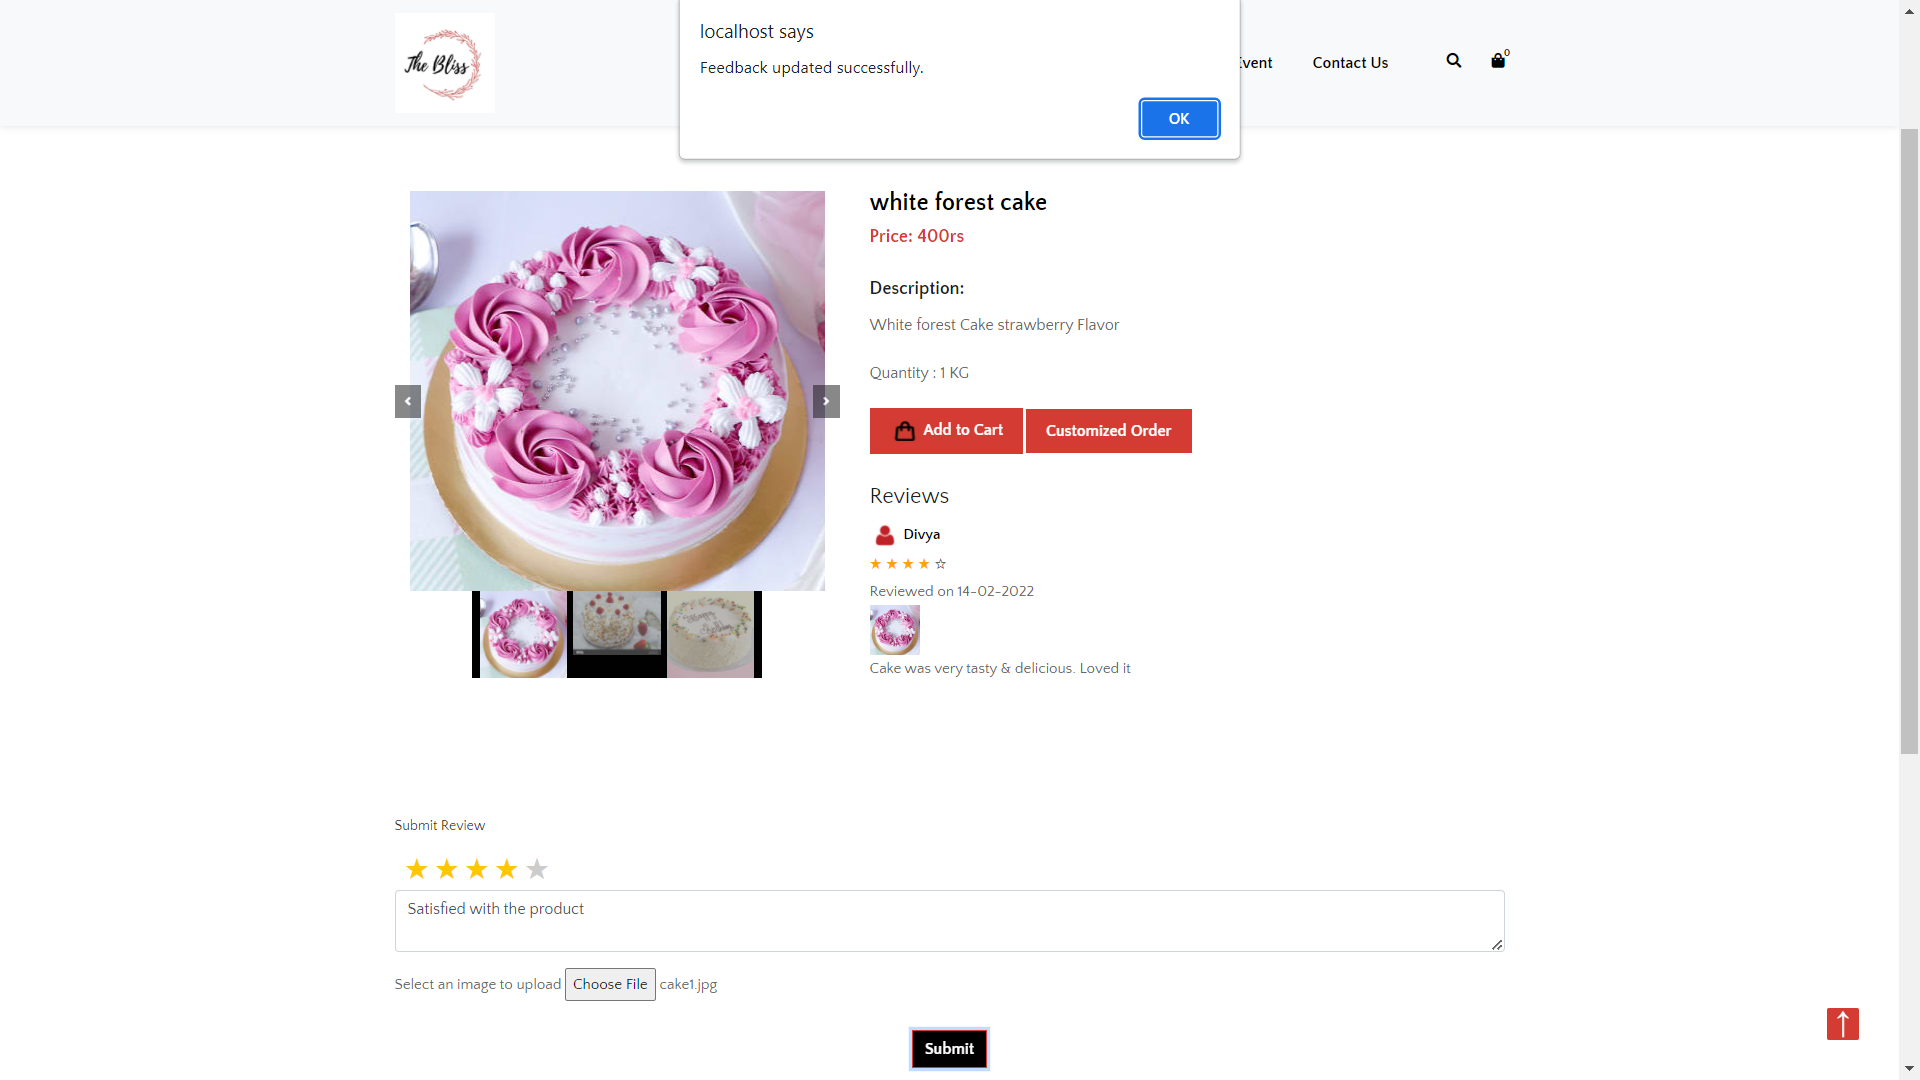 The Bliss
localhost says
Feedback updated successfully.
OK
Event
Contact Us
0
white forest cake
Price: 400rs
Description:
White forest Cake strawberry Flavor
Quantity : 1 KG
Add to Cart
Customized Order
Reviews
Divya
Reviewed on 14-02-2022
Cake was very tasty & delicious. Loved it
Submit Review
Satisfied with the product
Select an image to upload Choose File cake1.jpg
Submit